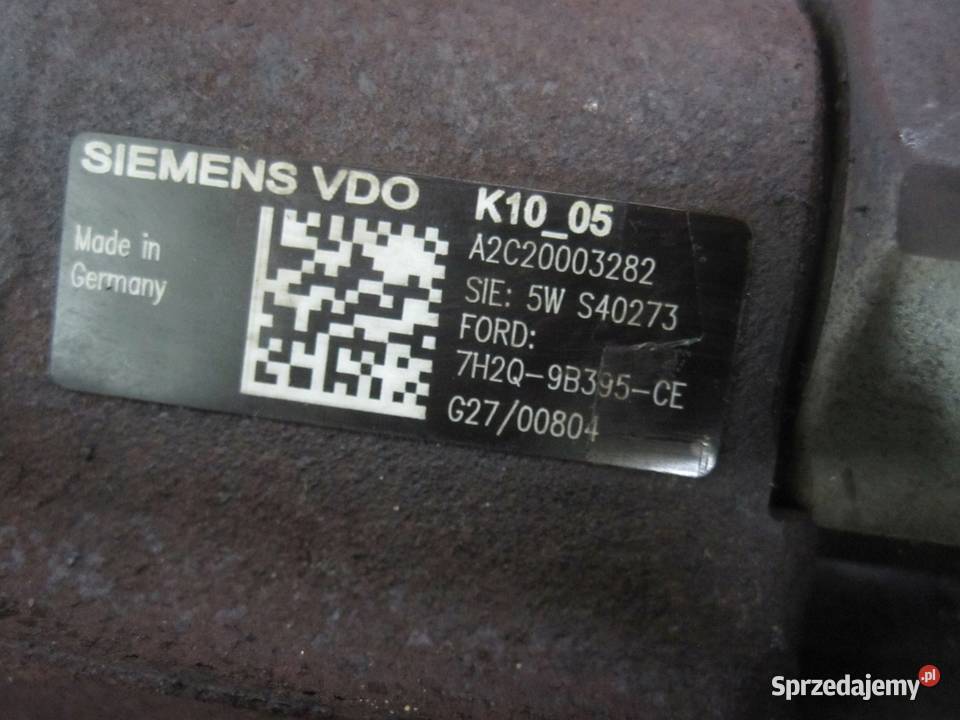 SIEMENS VDO
Made in
Germany
K10_05
A2C20003282
SIE: 5W S40273
FORD:
7H2Q-9B395-CE
G27/00804
Sprzedajemy.pl